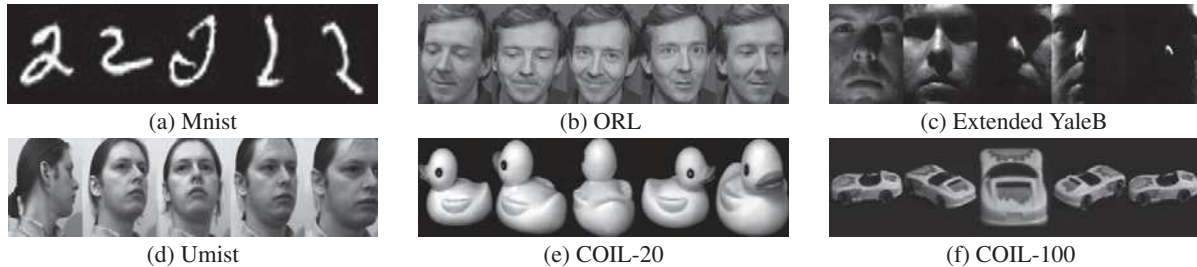 (a) Mnist
(b) ORL
(c) Extended YaleB
(d) Umist
(e) COIL-20
(f) COIL-100